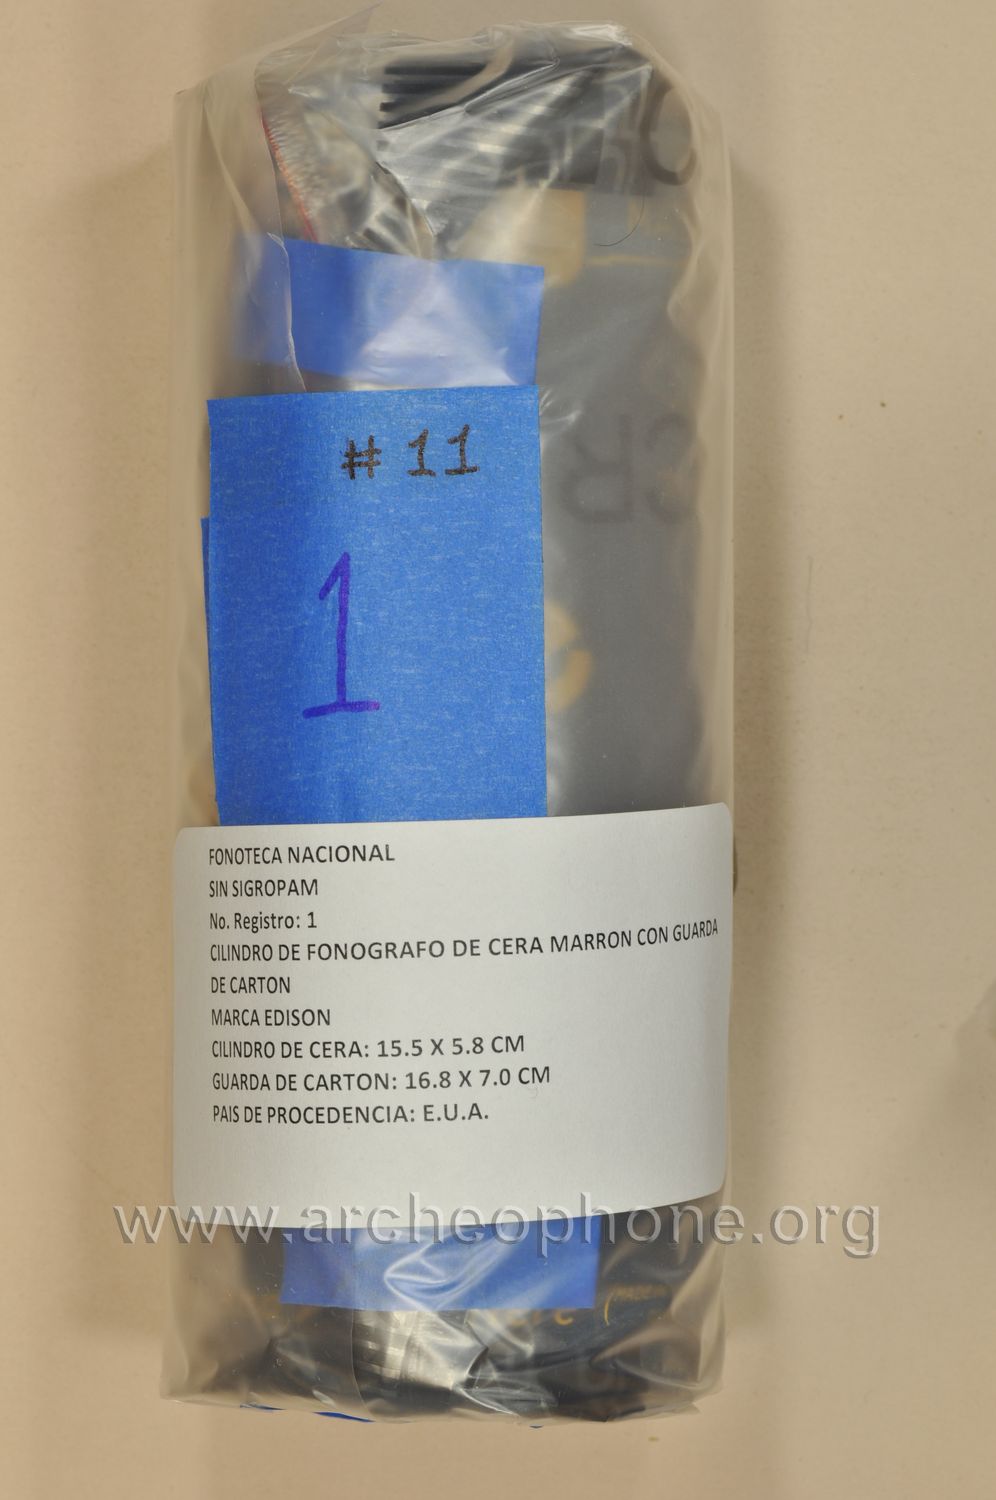 # 11
1
FONOTECA NACIONAL
SIN SIGROPAM
No. Registro: 1
CILINDRO DE FONOGRAFO DE CERA MARRON CON GUARDA
DE CARTON
MARCA EDISON
CILINDRO DE CERA: 15.5 X 5.8 CM
GUARDA DE CARTON: 16.8 X 7.0 CM
PAIS DE PROCEDENCIA: E.U.A.
www.archeophone.org